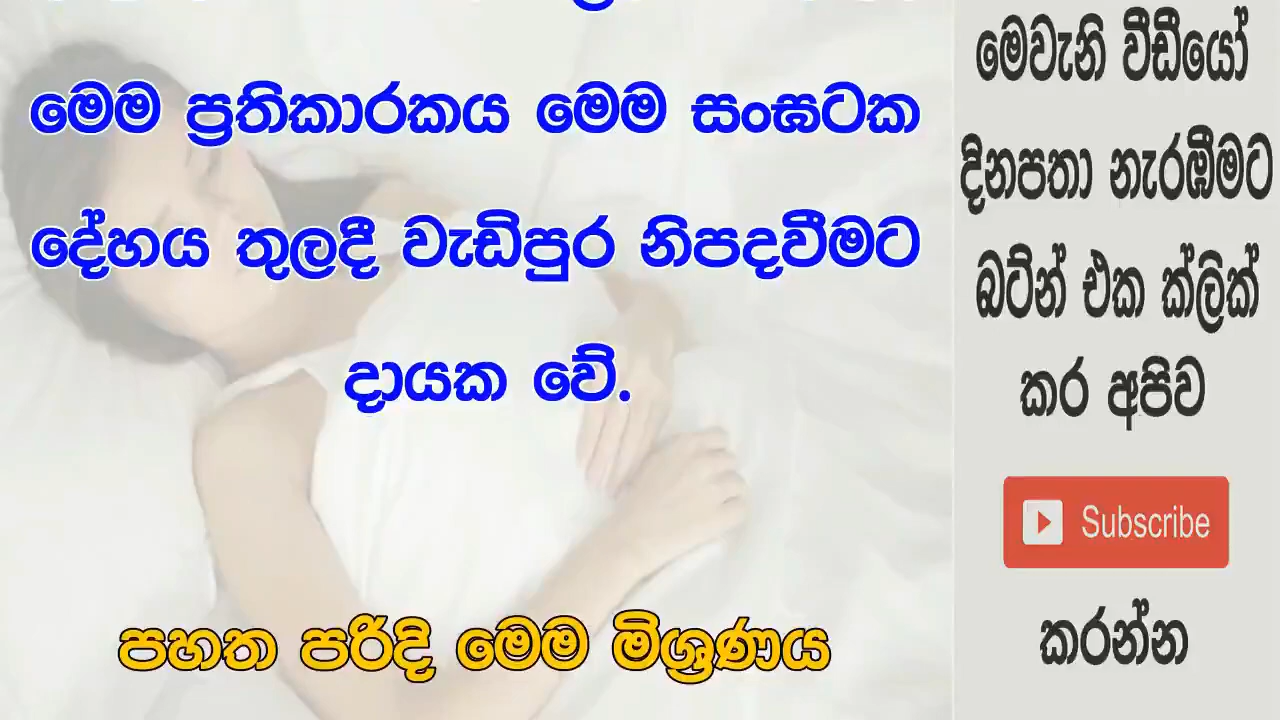 මෙම ප්‍රතිකාරකය මෙම සංඝටක
දේහය තුලදී වැඩිපුර නිපදවීමට
දායක වේ.
පහත පරිදි මෙම මිශ්‍රණය
මෙවැනි වීඩීයෝ
දිනපතා නැරඹීමට
බටින් එක ක්ලික්
කර අපිව
Subscribe
කරන්න